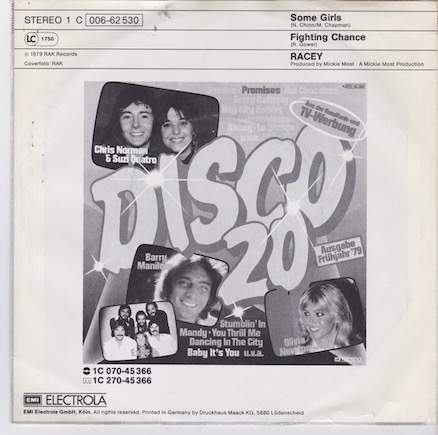 STEREO 1 C 006-62 530
LC 1750
℗ 1979 RAK Records
Coverfoto: RAK
Some Girls
(N. Chinn/M. Chapman)
Fighting Chance
(R. Gower)
RACEY
Produced by Mickie Most · A Mickie Most Production
Promises
Aus der Rundfunk- und
TV-Werbung
u.v.a.
Chris Norman
& Suzi Quatro
DISCO
20
Ausgabe
Frühjahr '79
Barry
Manilow
Stumblin' In
Mandy · You Thrill Me
Dancing In The City
Baby It's You u.v.a.
Olivia
1C 070-45 366
1C 270-45 366
EMI ELECTROLA
EMI Electrola GmbH, Köln. All rights reserved. Printed in Germany by Druckhaus Maack KG, 5880 Lüdenscheid